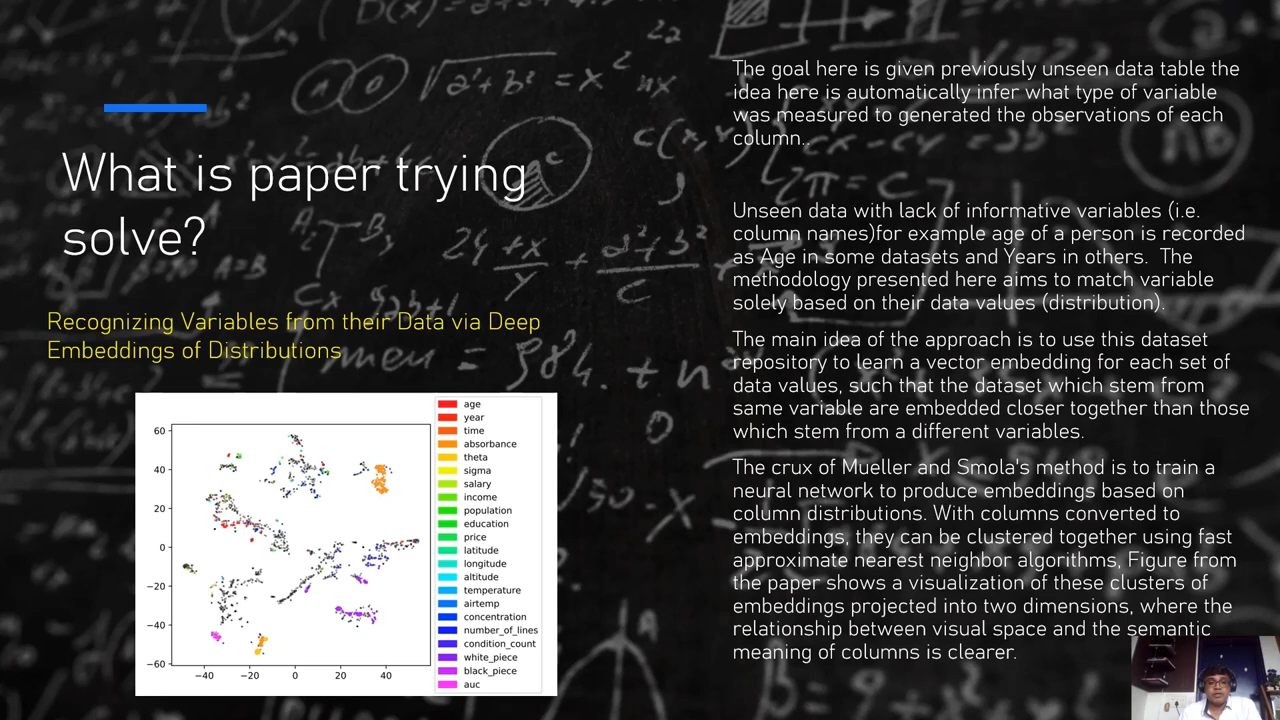 What is paper trying
solve?
Recognizing Variables from their Data via Deep
Embeddings of Distributions
60
40
20
0
−20
−40
−60
−40
−20
0
20
40
age
year
time
absorbance
theta
sigma
salary
income
population
education
price
latitude
longitude
altitude
temperature
airtemp
concentration
number_of_lines
condition_count
white_piece
black_piece
auc
The goal here is given previously unseen data table the
idea here is automatically infer what type of variable
was measured to generated the observations of each
column..
Unseen data with lack of informative variables (i.e.
column names)for example age of a person is recorded
as Age in some datasets and Years in others. The
methodology presented here aims to match variable
solely based on their data values (distribution).
The main idea of the approach is to use this dataset
repository to learn a vector embedding for each set of
data values, such that the dataset which stem from
same variable are embedded closer together than those
which stem from a different variables.
The crux of Mueller and Smola's method is to train a
neural network to produce embeddings based on
column distributions. With columns converted to
embeddings, they can be clustered together using fast
approximate nearest neighbor algorithms, Figure from
the paper shows a visualization of these clusters of
embeddings projected into two dimensions, where the
relationship between visual space and the semantic
meaning of columns is clearer.